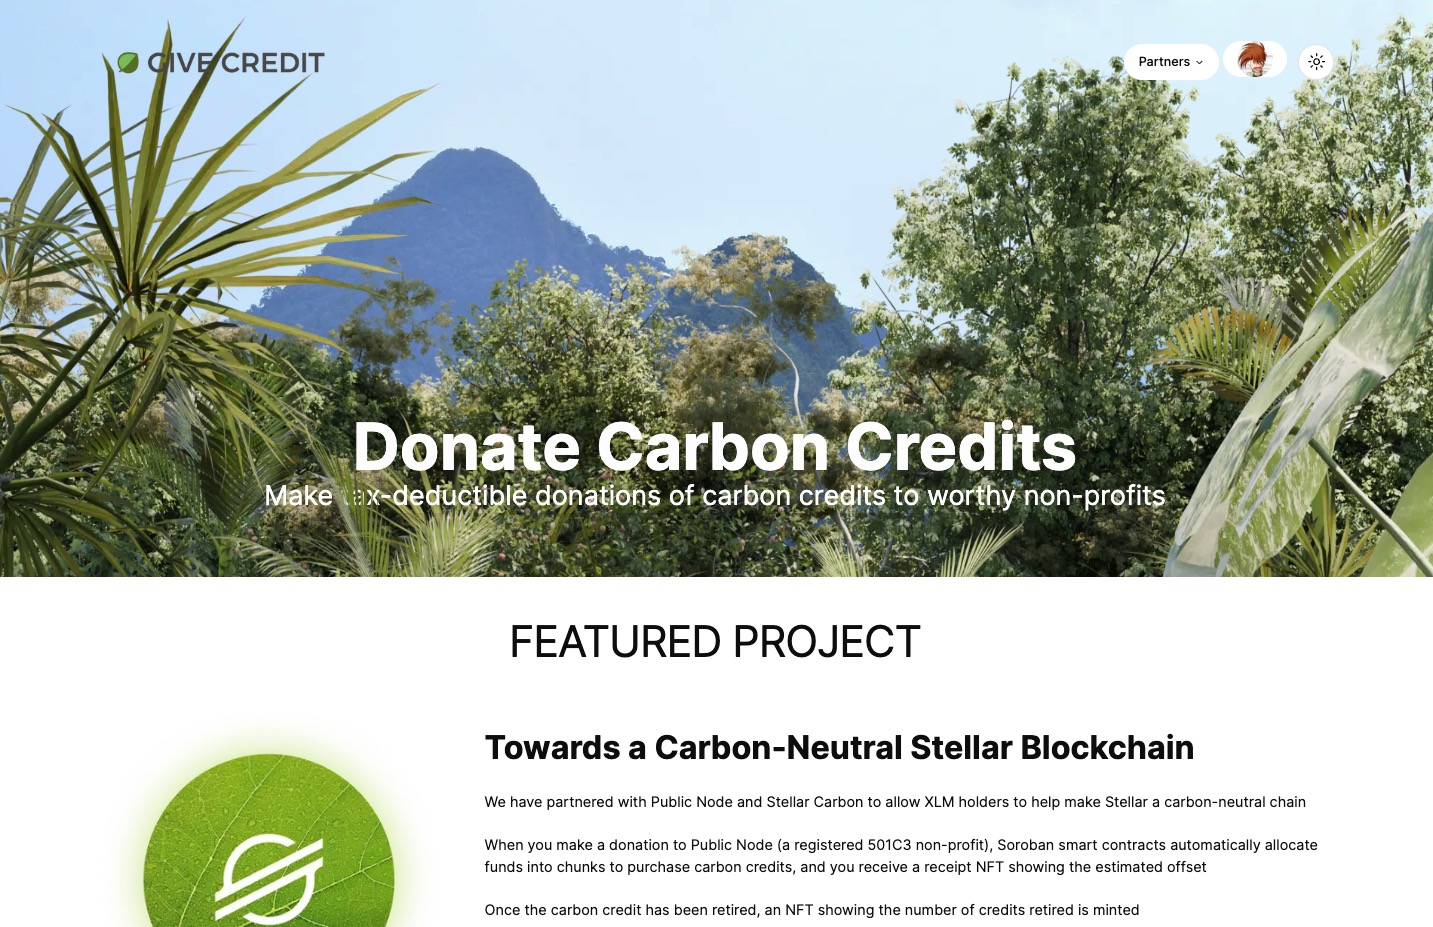 GIVE CREDIT
Partners
Donate Carbon Credits
Make x-deductible donations of carbon credits to worthy non-profits
FEATURED PROJECT
Towards a Carbon-Neutral Stellar Blockchain
We have partnered with Public Node and Stellar Carbon to allow XLM holders to help make Stellar a carbon-neutral chain
When you make a donation to Public Node (a registered 501C3 non-profit), Soroban smart contracts automatically allocate
funds into chunks to purchase carbon credits, and you receive a receipt NFT showing the estimated offset
Once the carbon credit has been retired, an NFT showing the number of credits retired is minted